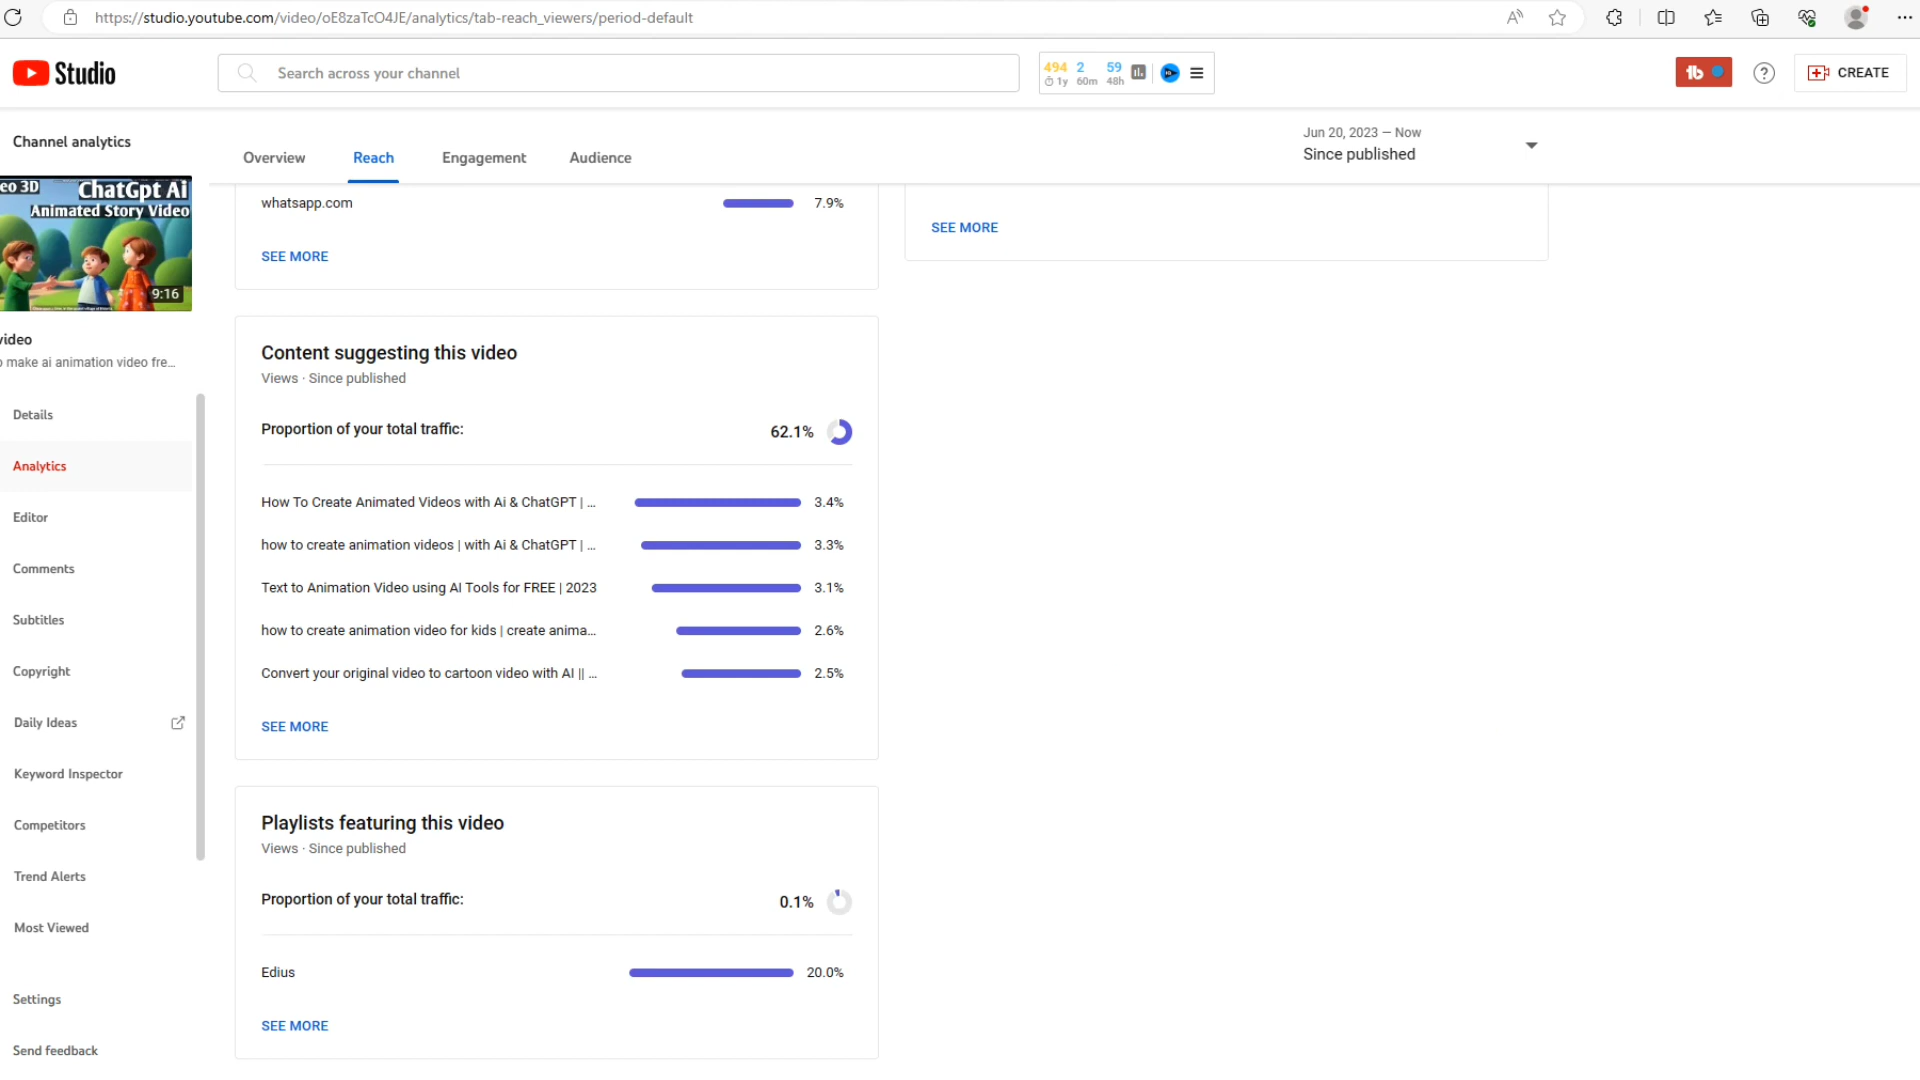 https://studio.youtube.com/video/oE8zaTcO4JE/analytics/tab-reach_viewers/period-default
Studio
Search across your channel
494 2 59
1y 60m 48h
CREATE
Channel analytics
Overview
Reach
Engagement
Audience
Jun 20, 2023 – Now
Since published
eo 3D
ChatGpt Ai
Animated Story Video
9:16
video
make ai animation video fre...
Details
Analytics
Editor
Comments
Subtitles
Copyright
Daily Ideas
Keyword Inspector
Competitors
Trend Alerts
Most Viewed
Settings
Send feedback
whatsapp.com 7.9%
SEE MORE
SEE MORE
Content suggesting this video
Views · Since published
Proportion of your total traffic: 62.1%
How To Create Animated Videos with Ai & ChatGPT | ... 3.4%
how to create animation videos | with Ai & ChatGPT | ... 3.3%
Text to Animation Video using AI Tools for FREE | 2023 3.1%
how to create animation video for kids | create anima... 2.6%
Convert your original video to cartoon video with AI || ... 2.5%
SEE MORE
Playlists featuring this video
Views · Since published
Proportion of your total traffic: 0.1%
Edius 20.0%
SEE MORE